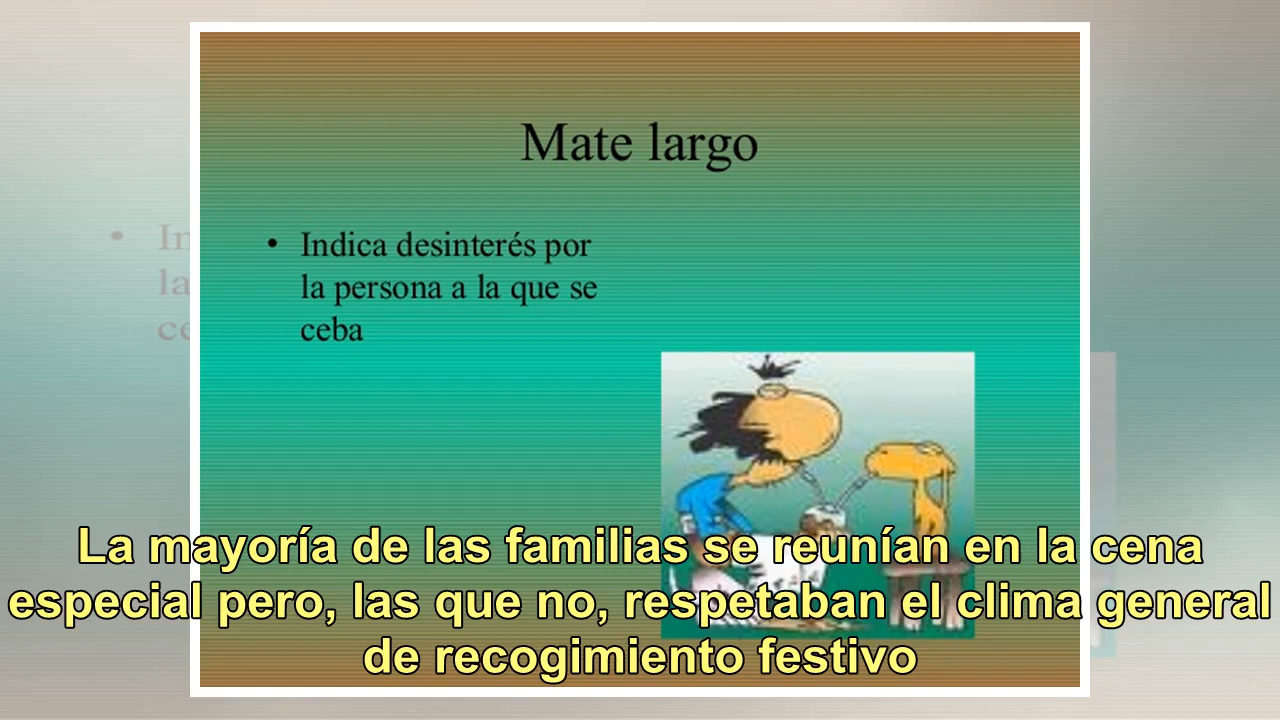 Mate largo
• Indica desinterés por
la persona a la que se
ceba
La mayoría de las familias se reunían en la cena
especial pero, las que no, respetaban el clima general
de recogimiento festivo